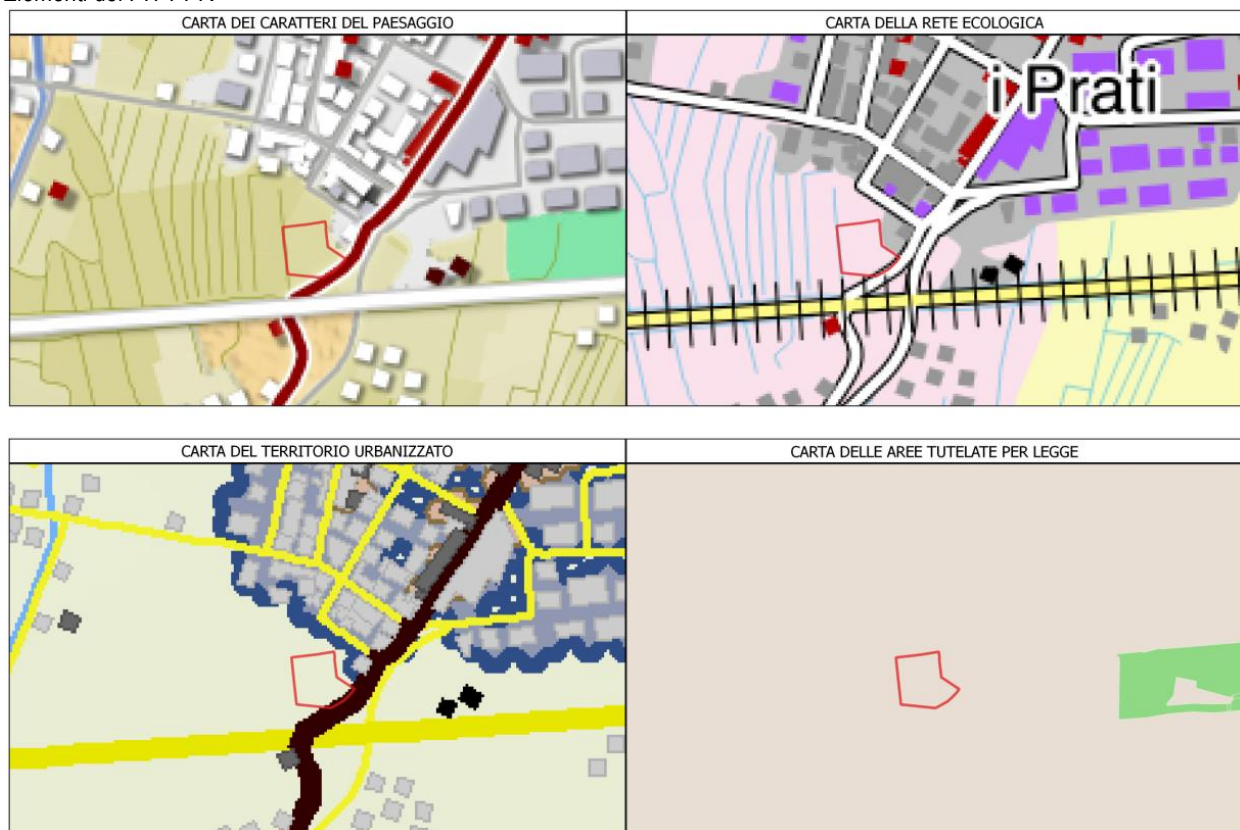 CARTA DEI CARATTERI DEL PAESAGGIO
CARTA DELLA RETE ECOLOGICA
i Prati
CARTA DEL TERRITORIO URBANIZZATO
CARTA DELLE AREE TUTELATE PER LEGGE